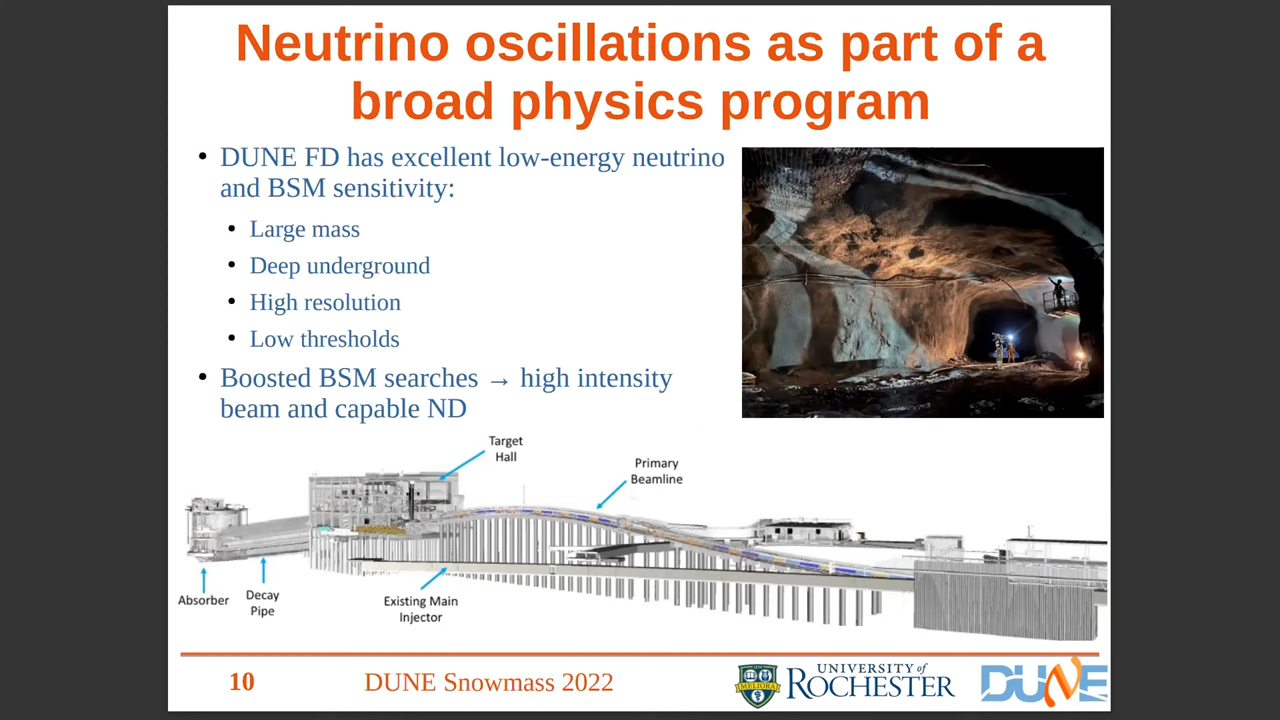 Neutrino oscillations as part of a
broad physics program
• DUNE FD has excellent low-energy neutrino
and BSM sensitivity:
• Large mass
• Deep underground
• High resolution
• Low thresholds
• Boosted BSM searches → high intensity
beam and capable ND
Target
Hall
Primary
Beamline
Absorber
Decay
Pipe
Existing Main
Injector
10
DUNE Snowmass 2022
MELIORA
UNIVERSITY of
ROCHESTER
DUNE